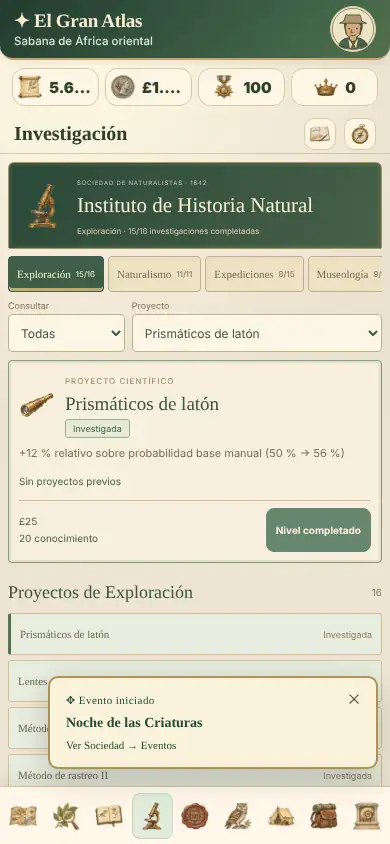 ✦ El Gran Atlas
Sabana de África oriental
5.6...
£1....
100
0
Investigación
SOCIEDAD DE NATURALISTAS · 1842
Instituto de Historia Natural
Exploración · 15/16 investigaciones completadas
Exploración 15/16
Naturalismo 11/11
Expediciones 8/15
Museología 9/
Consultar
Proyecto
Todas
Prismáticos de latón
PROYECTO CIENTÍFICO
Prismáticos de latón
Investigada
+12 % relativo sobre probabilidad base manual (50 % → 56 %)
Sin proyectos previos
£25
20 conocimiento
Nivel completado
Proyectos de Exploración
16
Prismáticos de latón
Investigada
Lentes
Método
✥ Evento iniciado
Noche de las Criaturas
Ver Sociedad → Eventos
Método de rastreo II
Investigada